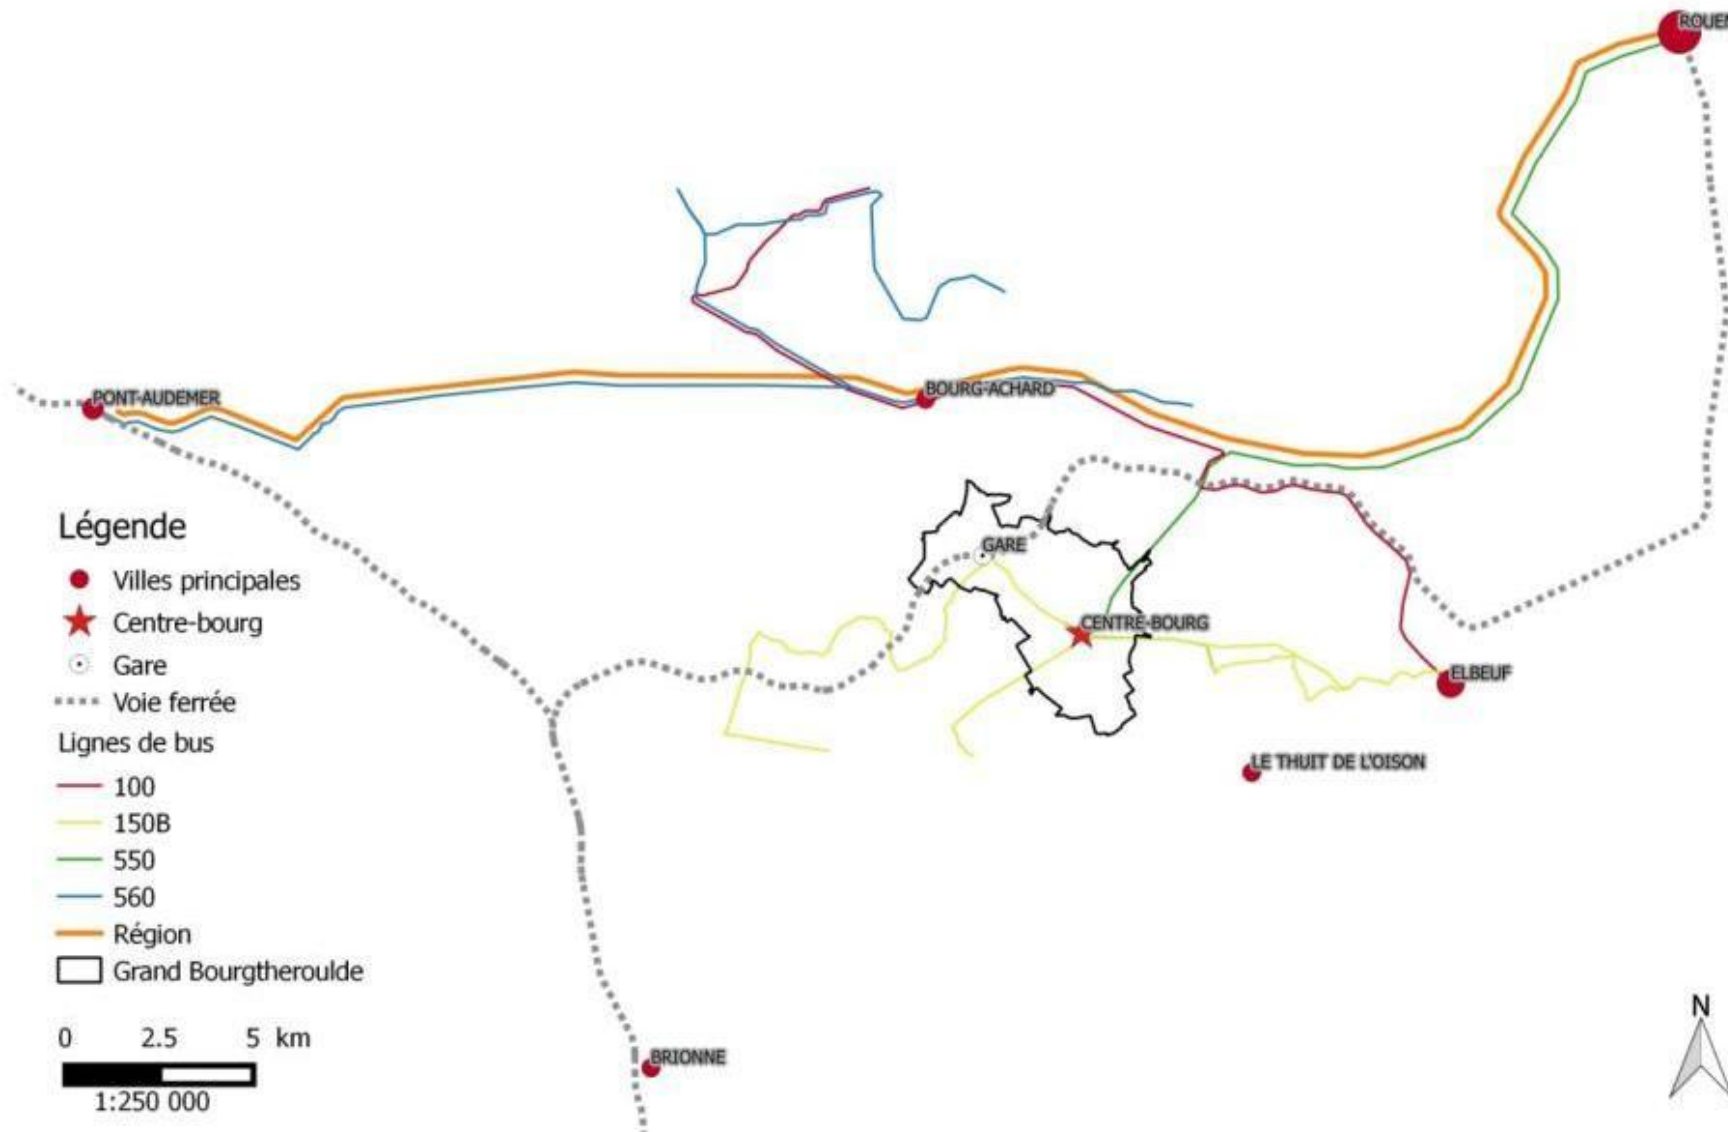 ROUEN
PONT-AUDEMER
BOURG-ACHARD
GARE
CENTRE-BOURG
ELBEUF
LE THUIT DE L'OISON
BRIONNE
Légende
Villes principales
Centre-bourg
Gare
Voie ferrée
Lignes de bus
100
150B
550
560
Région
Grand Bourgtheroulde
0 2.5 5 km
1:250 000
N